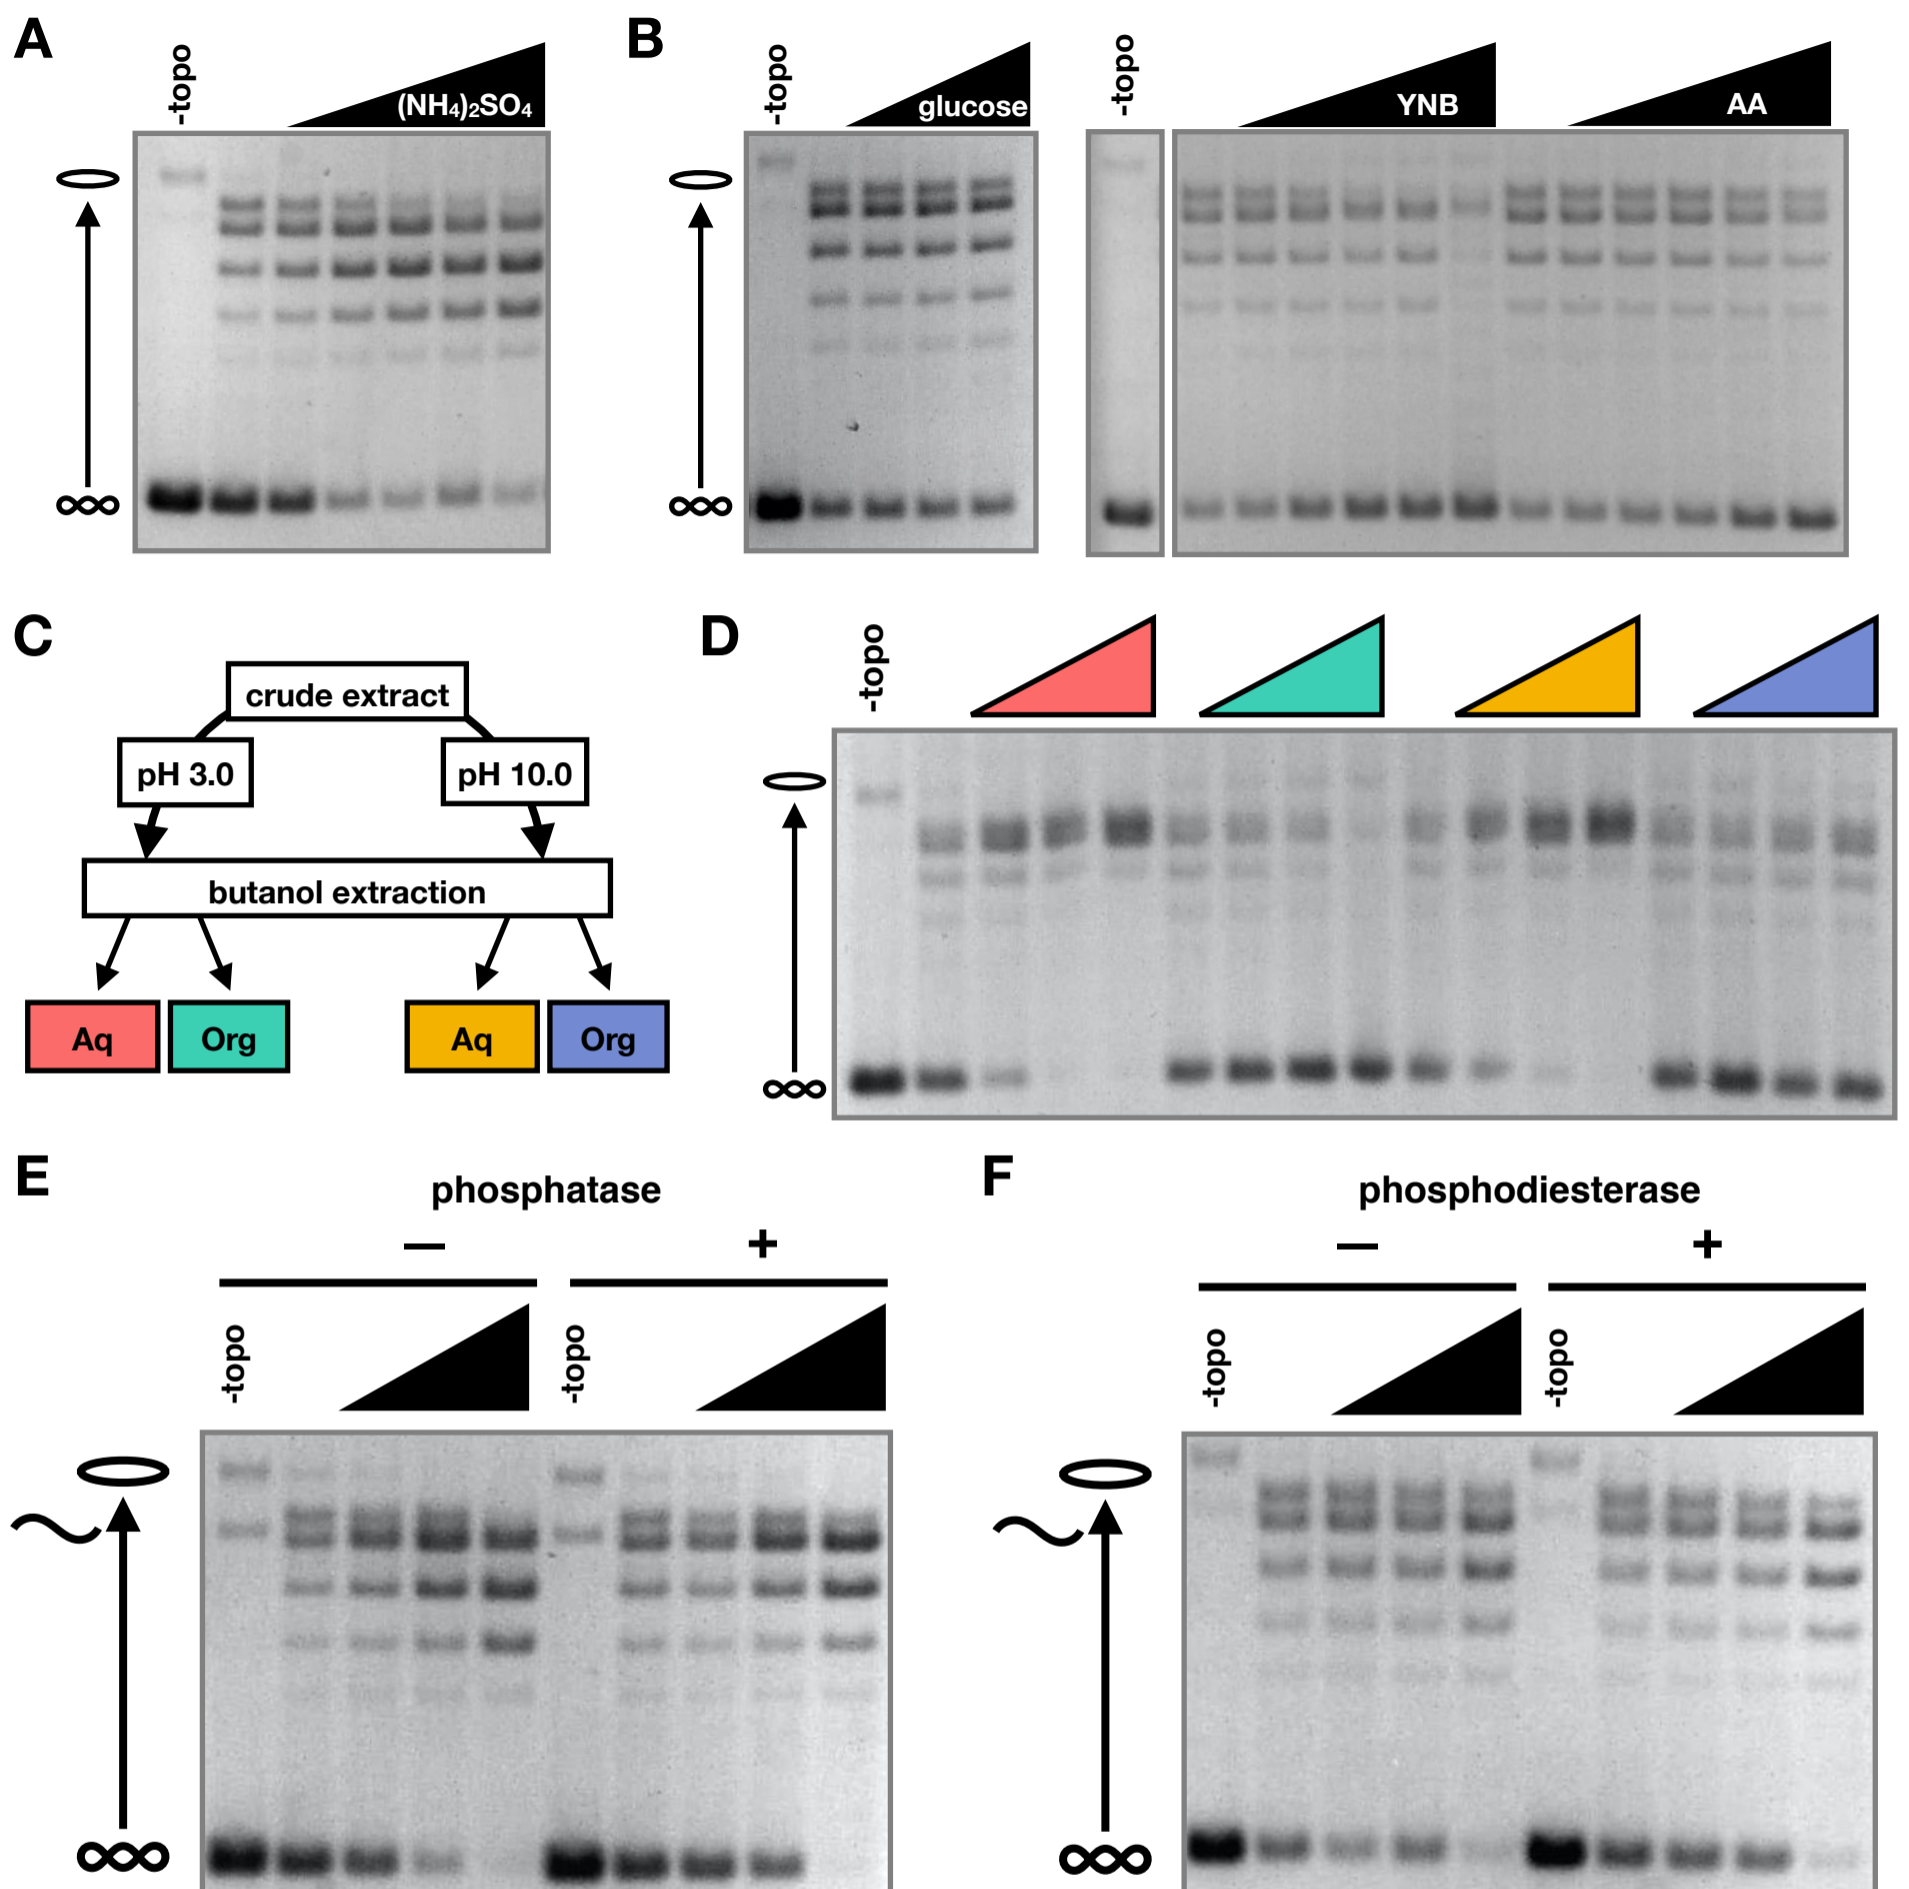 A
-topo
(NH₄)₂SO₄
B
-topo
glucose
-topo
YNB
AA
C
crude extract
pH 3.0
pH 10.0
butanol extraction
Aq
Org
Aq
Org
D
-topo
E
phosphatase
— +
-topo
-topo
F
phosphodiesterase
— +
-topo
-topo